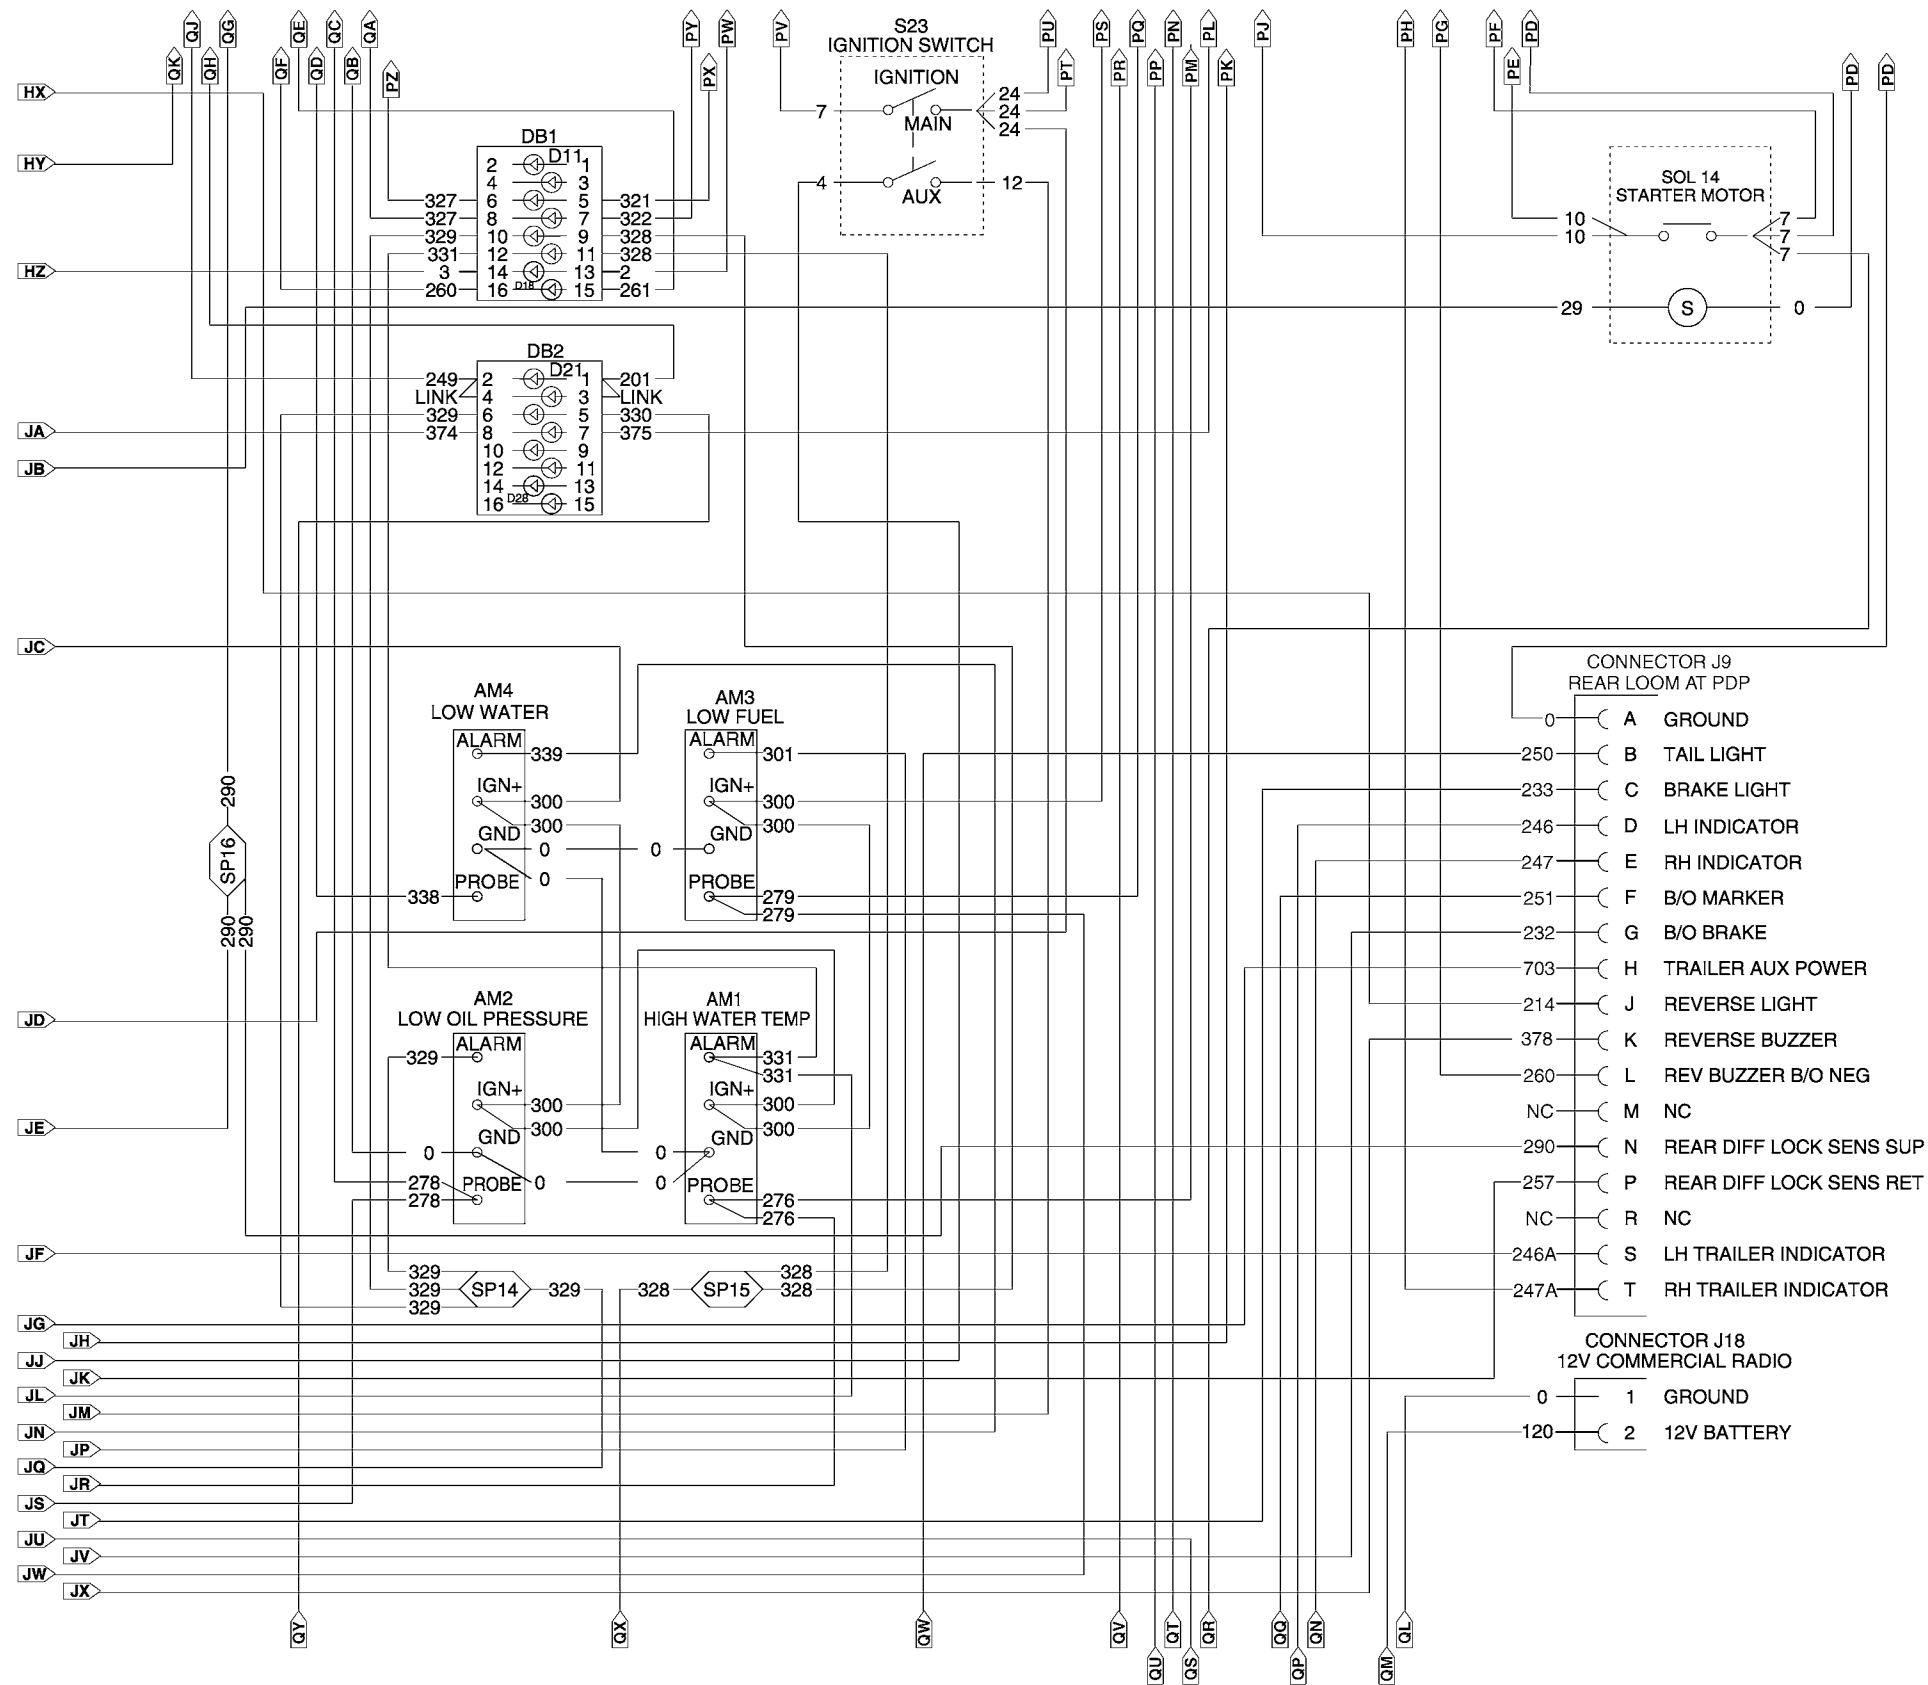 QJ QG QE QC QA PY PW PV PU PS PQ PN PL PJ PH PG PF PD
QK QH QF QD QB PZ PX PT PR PP PM PK PE PD PD
S23
IGNITION SWITCH
IGNITION
MAIN
AUX
7
24
24
24
4
12
HX
HY
HZ
JA
JB
JC
JD
JE
JF
JG
JH
JJ
JK
JL
JM
JN
JP
JQ
JR
JS
JT
JU
JV
JW
JX
DB1
2 D11 1
4 3
327 6 5 321
327 8 7 322
329 10 9 328
331 12 11 328
3 14 13 2
260 16 D18 15 261
DB2
249 2 D21 1 201
LINK 4 3 LINK
329 6 5 330
374 8 7 375
10 9
12 11
14 13
16 D28 15
SOL 14
STARTER MOTOR
10 7
10 7
7
29 S 0
290
SP16
290 290
AM4
LOW WATER
ALARM 339
IGN+ 300
300
GND 0
0
PROBE
338
AM3
LOW FUEL
ALARM 301
IGN+ 300
300
0 GND
PROBE 279
279
AM2
LOW OIL PRESSURE
329 ALARM
IGN+ 300
300
0 GND
278 PROBE 0
278
AM1
HIGH WATER TEMP
ALARM 331
331
IGN+ 300
300
0 GND
0 PROBE 276
276
329
329 SP14 329
329
328 SP15 328
328
CONNECTOR J9
REAR LOOM AT PDP
0 A GROUND
250 B TAIL LIGHT
233 C BRAKE LIGHT
246 D LH INDICATOR
247 E RH INDICATOR
251 F B/O MARKER
232 G B/O BRAKE
703 H TRAILER AUX POWER
214 J REVERSE LIGHT
378 K REVERSE BUZZER
260 L REV BUZZER B/O NEG
NC M NC
290 N REAR DIFF LOCK SENS SUP
257 P REAR DIFF LOCK SENS RET
NC R NC
246A S LH TRAILER INDICATOR
247A T RH TRAILER INDICATOR
CONNECTOR J18
12V COMMERCIAL RADIO
0 1 GROUND
120 2 12V BATTERY
QY QX QW QV QT QR QQ QN QL
QU QS QP QM